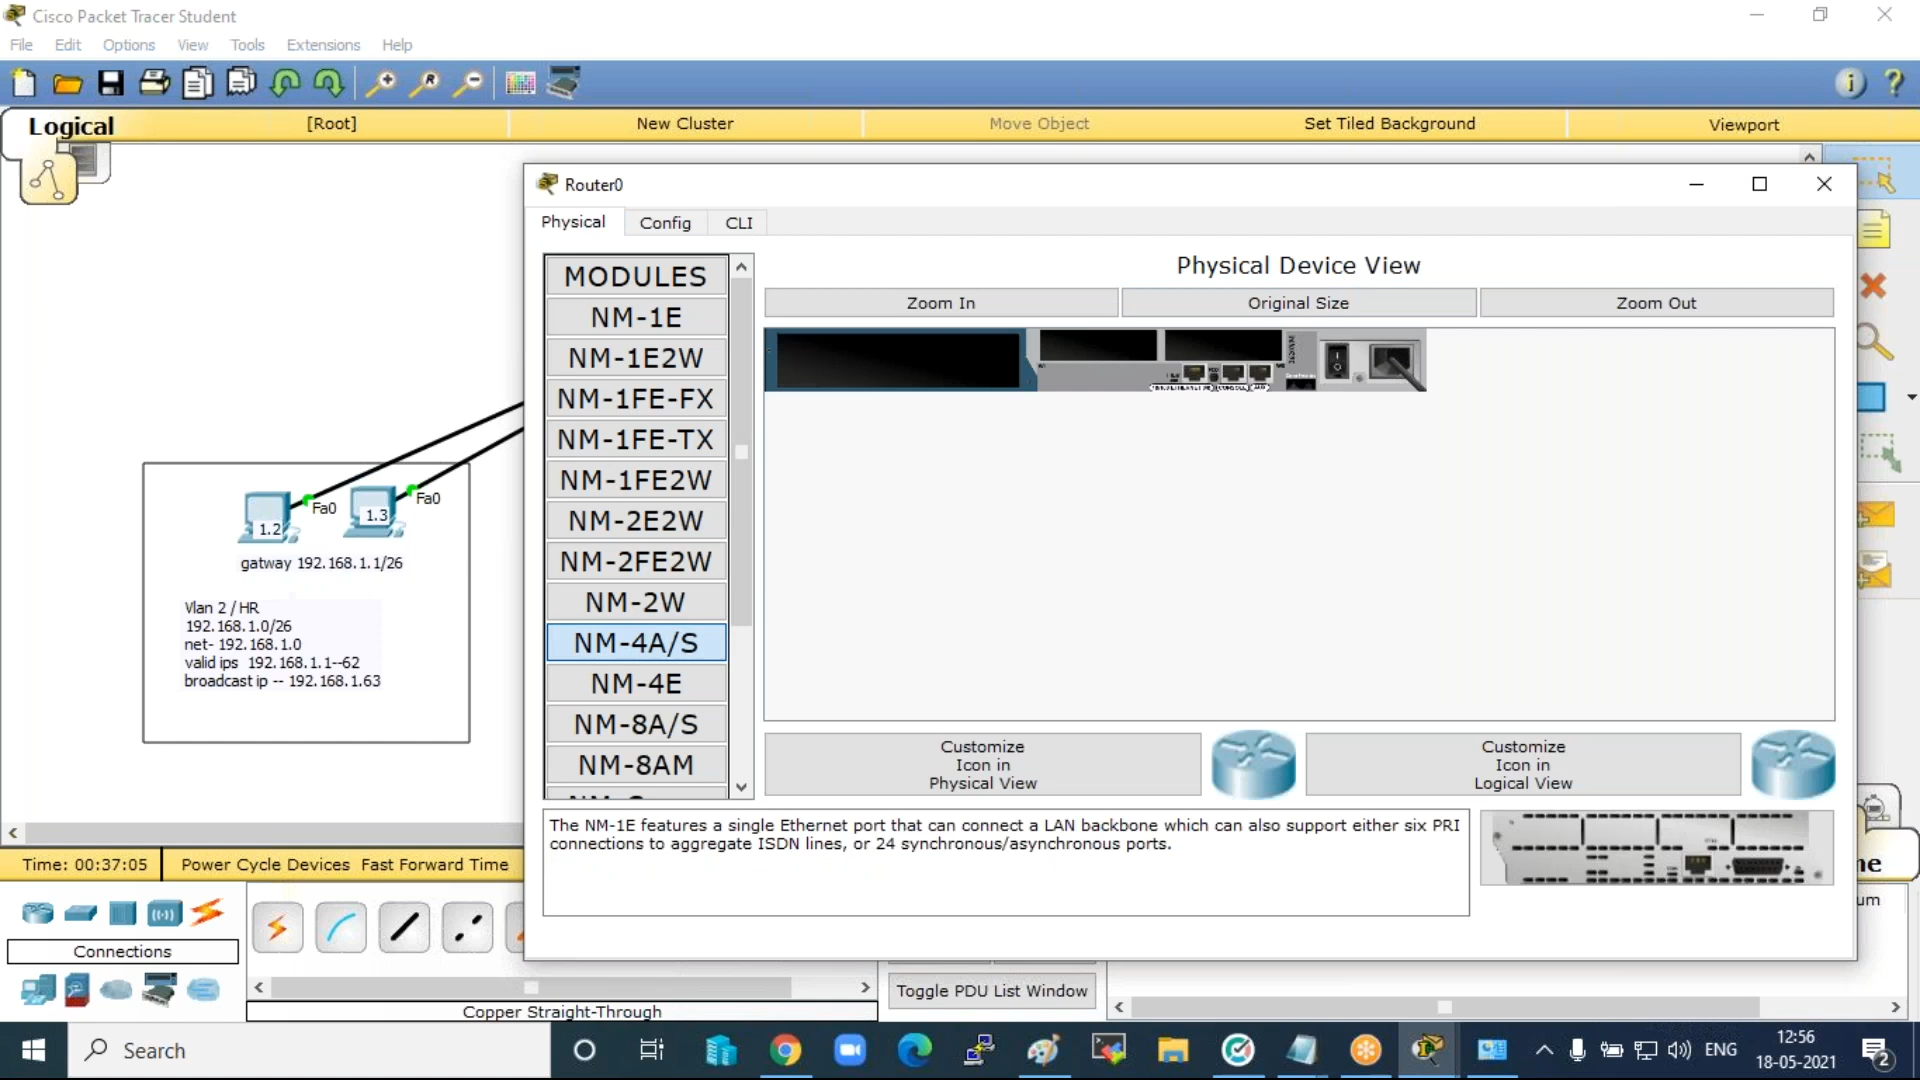 Cisco Packet Tracer Student
File Edit Options View Tools Extensions Help
Logical [Root] New Cluster Move Object Set Tiled Background Viewport
Router0
Physical Config CLI
MODULES
NM-1E
NM-1E2W
NM-1FE-FX
NM-1FE-TX
NM-1FE2W
NM-2E2W
NM-2FE2W
NM-2W
NM-4A/S
NM-4E
NM-8A/S
NM-8AM
Physical Device View
Zoom In Original Size Zoom Out
Customize
Icon in
Physical View
Customize
Icon in
Logical View
The NM-1E features a single Ethernet port that can connect a LAN backbone which can also support either six PRI
connections to aggregate ISDN lines, or 24 synchronous/asynchronous ports.
Fa0
Fa0
1.2
1.3
gatway 192.168.1.1/26
Vlan 2 / HR
192.168.1.0/26
net- 192.168.1.0
valid ips 192.168.1.1--62
broadcast ip -- 192.168.1.63
Time: 00:37:05 Power Cycle Devices Fast Forward Time
Connections
Copper Straight-Through
Toggle PDU List Window
Search
ENG
12:56
18-05-2021
2